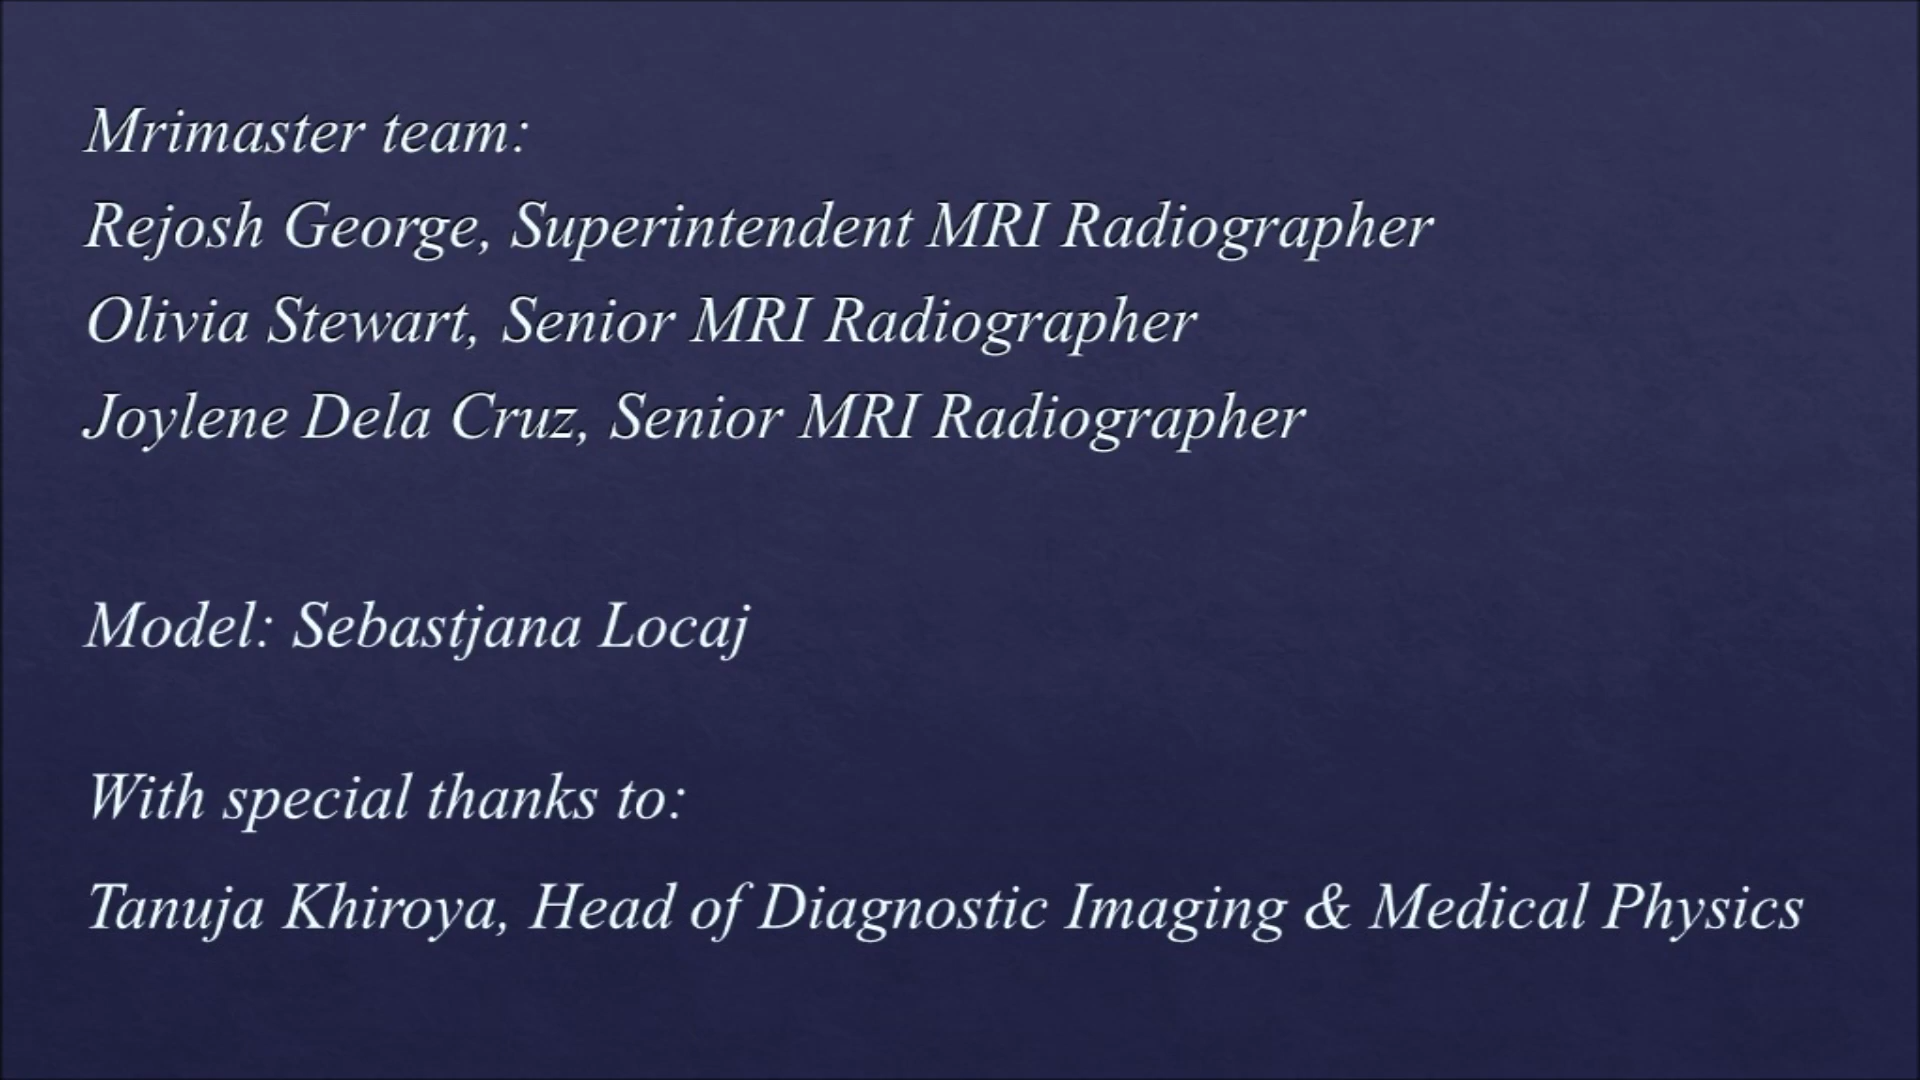 Mrimaster team:
Rejosh George, Superintendent MRI Radiographer
Olivia Stewart, Senior MRI Radiographer
Joylene Dela Cruz, Senior MRI Radiographer
Model: Sebastjana Locaj
With special thanks to:
Tanuja Khiroya, Head of Diagnostic Imaging & Medical Physics